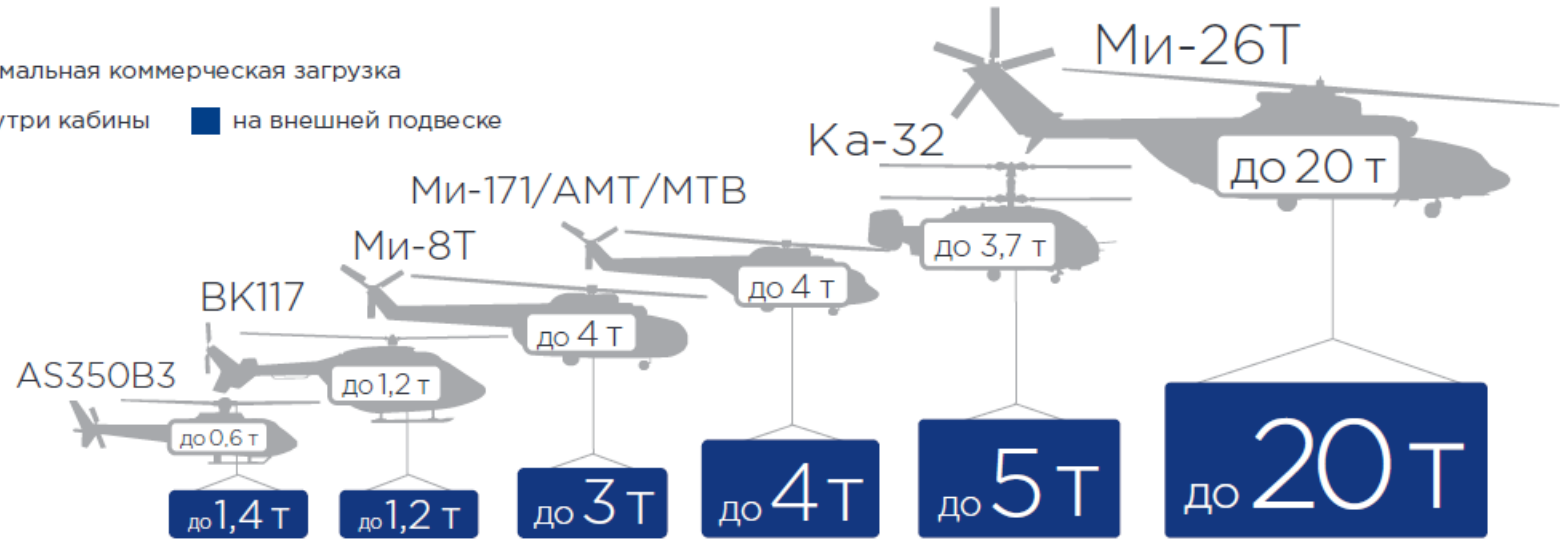 мальная коммерческая загрузка
утри кабины
на внешней подвеске
Ми-26Т
до 20 т
Ка-32
до 3,7 т
Ми-171/АМТ/МТВ
до 4 т
Ми-8Т
до 4 т
BK117
до 1,2 т
AS350B3
до 0,6 т
до 1,4 т
до 1,2 т
до 3 т
до 4 т
до 5 т
до 20 т